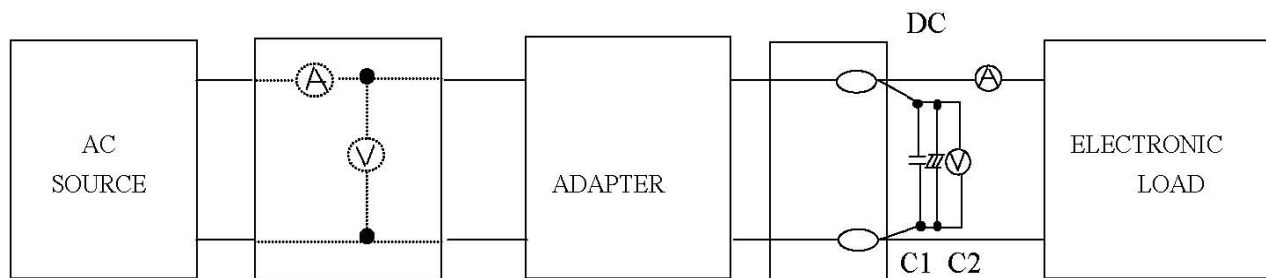 DC
AC
SOURCE
A
V
ADAPTER
A
V
ELECTRONIC
LOAD
C1 C2